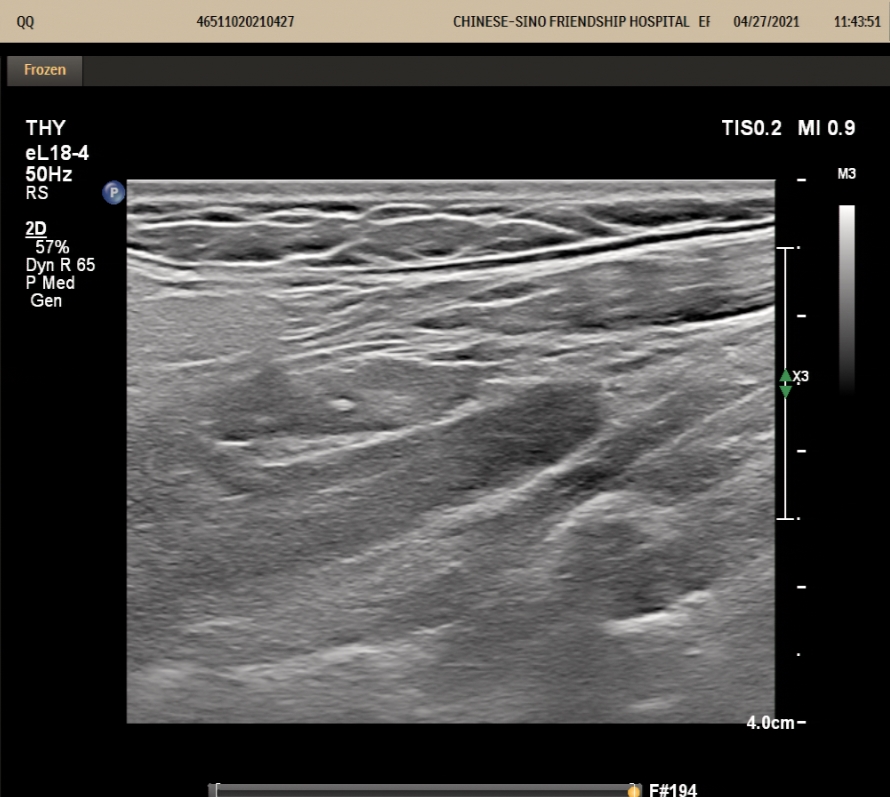 QQ 46511020210427 CHINESE-SINO FRIENDSHIP HOSPITAL EF 04/27/2021 11:43:51
Frozen
THY
eL18-4
50Hz
RS
2D
57%
Dyn R 65
P Med
Gen
P
TIS0.2 MI 0.9
M3
X3
4.0cm
F#194